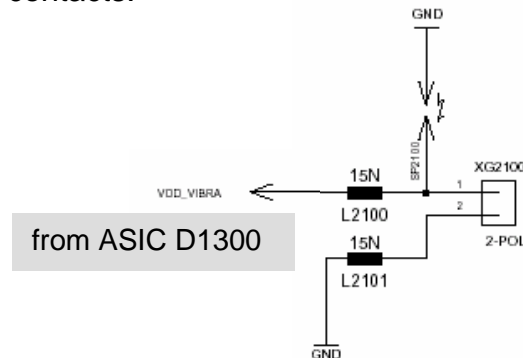 contacts.
GND
SP2100
XG2100
15N
1
VDD_VIBRA
L2100
2
2-POL
from ASIC D1300
15N
L2101
GND